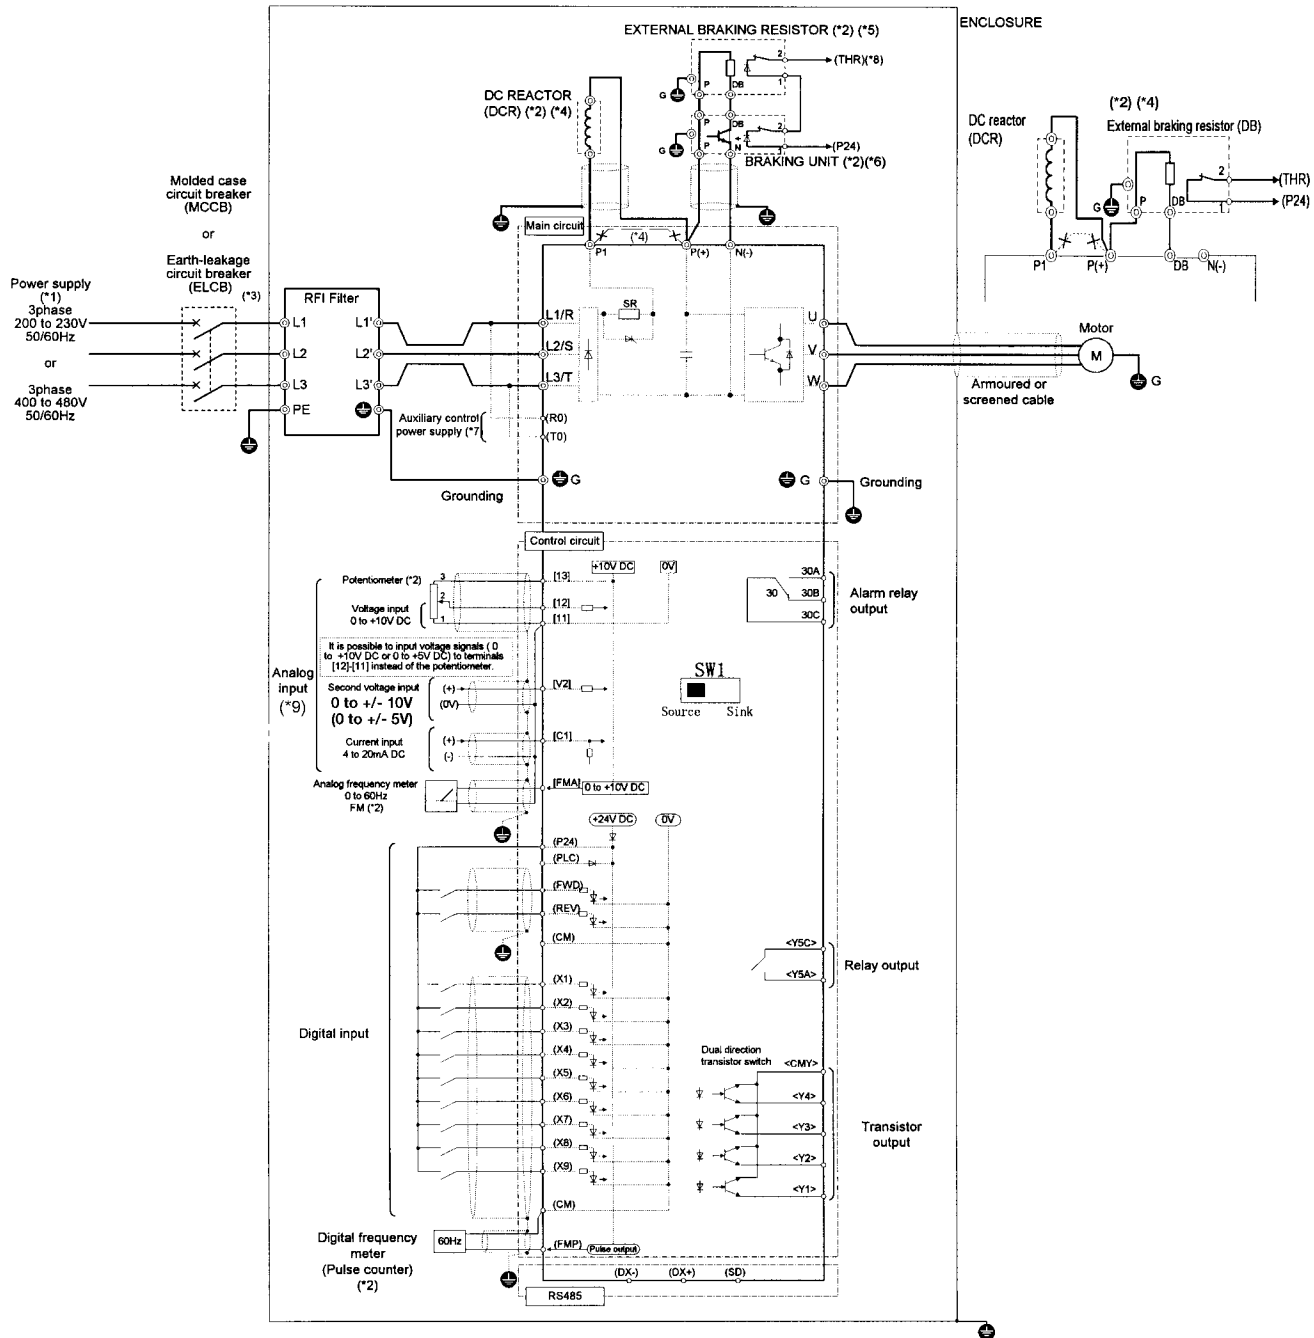 ENCLOSURE
EXTERNAL BRAKING RESISTOR (*2) (*5)
2
(THR)(*8)
1
P
DB
G
DC REACTOR
(DCR) (*2) (*4)
P
DB
2
1
(P24)
G
P
N
BRAKING UNIT (*2)(*6)
(*2) (*4)
DC reactor
(DCR)
External braking resistor (DB)
2
(THR)
1
(P24)
G
P
DB
P1
P(+)
DB
N(-)
Molded case
circuit breaker
(MCCB)
or
Earth-leakage
circuit breaker
(ELCB)
(*3)
Power supply
(*1)
3phase
200 to 230V
50/60Hz
or
3phase
400 to 480V
50/60Hz
RFI Filter
L1
L1'
L2
L2'
L3
L3'
PE
Main circuit
(*4)
P1
P(+)
N(-)
L1/R
L2/S
L3/T
SR
U
V
W
Motor
M
G
Armoured or
screened cable
Auxiliary control
power supply (*7)
(R0)
(T0)
G
Grounding
G
Grounding
Control circuit
+10V DC
0V
Potentiometer (*2)
3
2
1
[13]
[12]
[11]
Voltage input
0 to +10V DC
It is possible to input voltage signals ( 0
to +10V DC or 0 to +5V DC) to terminals
[12]-[11] instead of the potentiometer.
Analog
input
(*9)
Second voltage input
0 to +/- 10V
(0 to +/- 5V)
(+)
(0V)
[V2]
Current input
4 to 20mA DC
(+)
(-)
[C1]
Analog frequency meter
0 to 60Hz
FM (*2)
[FMA]
0 to +10V DC
30
30A
30B
30C
Alarm relay
output
SW1
Source
Sink
+24V DC
0V
(P24)
(PLC)
(FWD)
(REV)
(CM)
(X1)
(X2)
(X3)
(X4)
(X5)
(X6)
(X7)
(X8)
(X9)
(CM)
Digital input
<Y5C>
<Y5A>
Relay output
Dual direction
transistor switch
<CMY>
<Y4>
<Y3>
<Y2>
<Y1>
Transistor
output
Digital frequency
meter
(Pulse counter)
(*2)
60Hz
(FMP)
Pulse output
(DX-)
(DX+)
(SD)
RS485